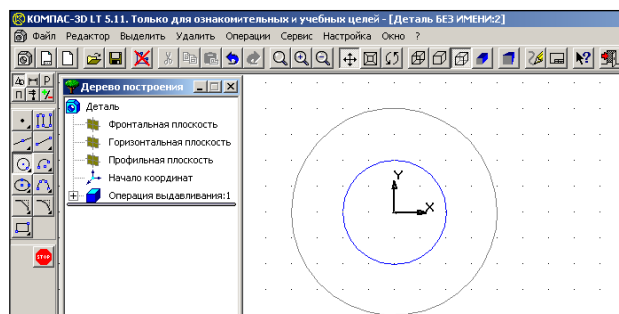 КОМПАС-3D LT 5.11. Только для ознакомительных и учебных целей - [Деталь БЕЗ ИМЕНИ:2]
Файл Редактор Выделить Удалить Операции Сервис Настройка Окно ?
Дерево построения
Деталь
Фронтальная плоскость
Горизонтальная плоскость
Профильная плоскость
Начало координат
Операция выдавливания:1
STOP
Y
X